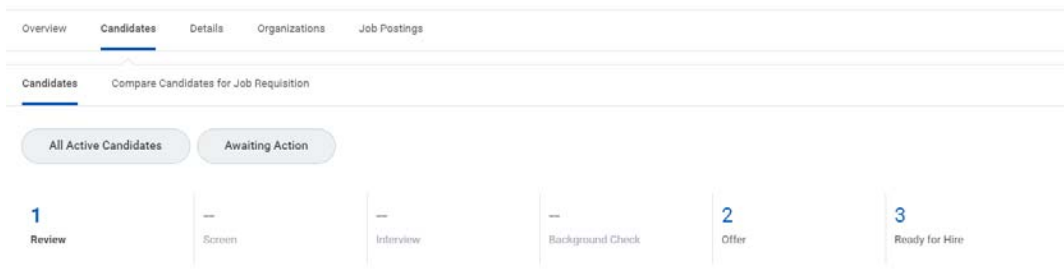 Overview Candidates Details Organizations Job Postings
Candidates Compare Candidates for Job Requisition
All Active Candidates Awaiting Action
1 -- -- -- 2 3
Review Screen Interview Background Check Offer Ready for Hire